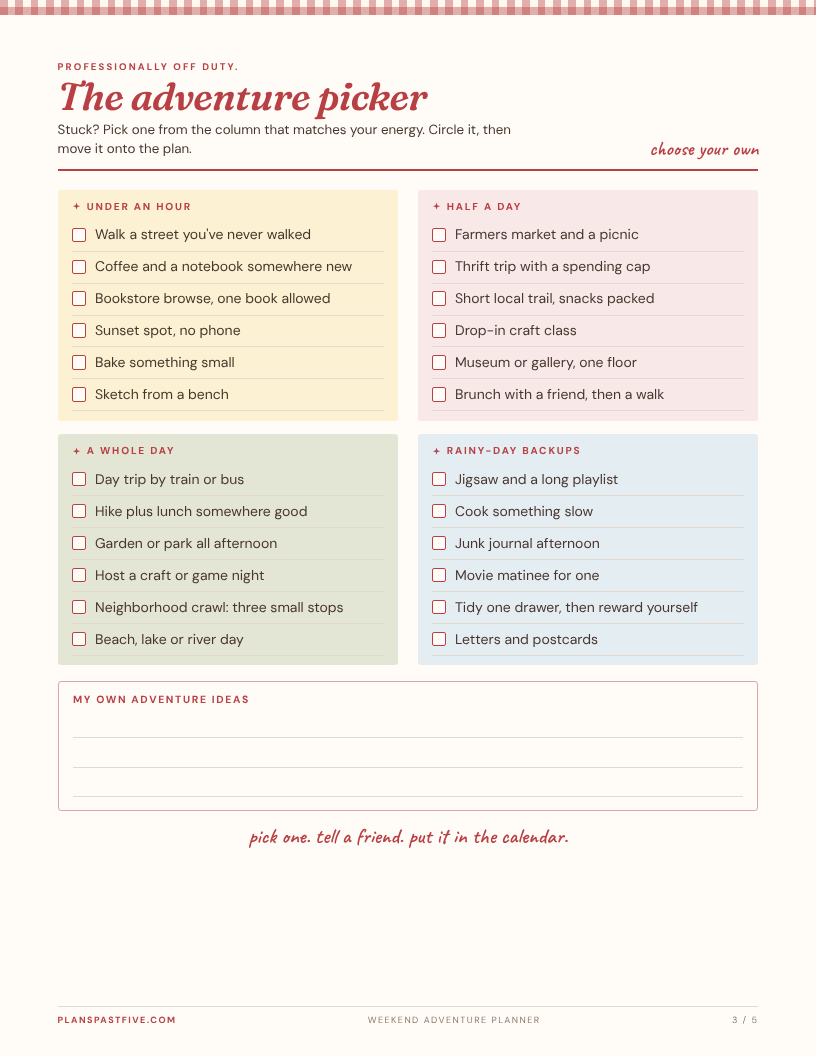 PROFESSIONALLY OFF DUTY.
The adventure picker
Stuck? Pick one from the column that matches your energy. Circle it, then
move it onto the plan.
choose your own
✦ UNDER AN HOUR
Walk a street you've never walked
Coffee and a notebook somewhere new
Bookstore browse, one book allowed
Sunset spot, no phone
Bake something small
Sketch from a bench
✦ HALF A DAY
Farmers market and a picnic
Thrift trip with a spending cap
Short local trail, snacks packed
Drop-in craft class
Museum or gallery, one floor
Brunch with a friend, then a walk
✦ A WHOLE DAY
Day trip by train or bus
Hike plus lunch somewhere good
Garden or park all afternoon
Host a craft or game night
Neighborhood crawl: three small stops
Beach, lake or river day
✦ RAINY-DAY BACKUPS
Jigsaw and a long playlist
Cook something slow
Junk journal afternoon
Movie matinee for one
Tidy one drawer, then reward yourself
Letters and postcards
MY OWN ADVENTURE IDEAS
pick one. tell a friend. put it in the calendar.
PLANSPASTFIVE.COM
WEEKEND ADVENTURE PLANNER
3 / 5